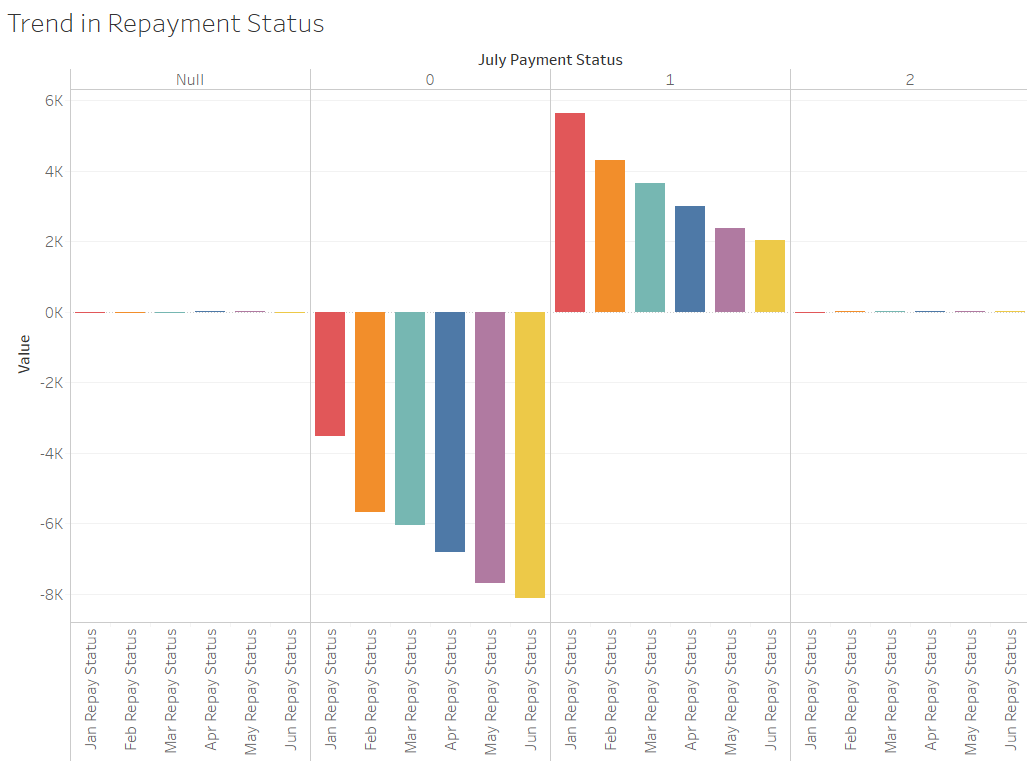 Trend in Repayment Status
July Payment Status
Null 0 1 2
6K
4K
2K
0K
-2K
-4K
-6K
-8K
Value
Jan Repay Status
Feb Repay Status
Mar Repay Status
Apr Repay Status
May Repay Status
Jun Repay Status
Jan Repay Status
Feb Repay Status
Mar Repay Status
Apr Repay Status
May Repay Status
Jun Repay Status
Jan Repay Status
Feb Repay Status
Mar Repay Status
Apr Repay Status
May Repay Status
Jun Repay Status
Jan Repay Status
Feb Repay Status
Mar Repay Status
Apr Repay Status
May Repay Status
Jun Repay Status